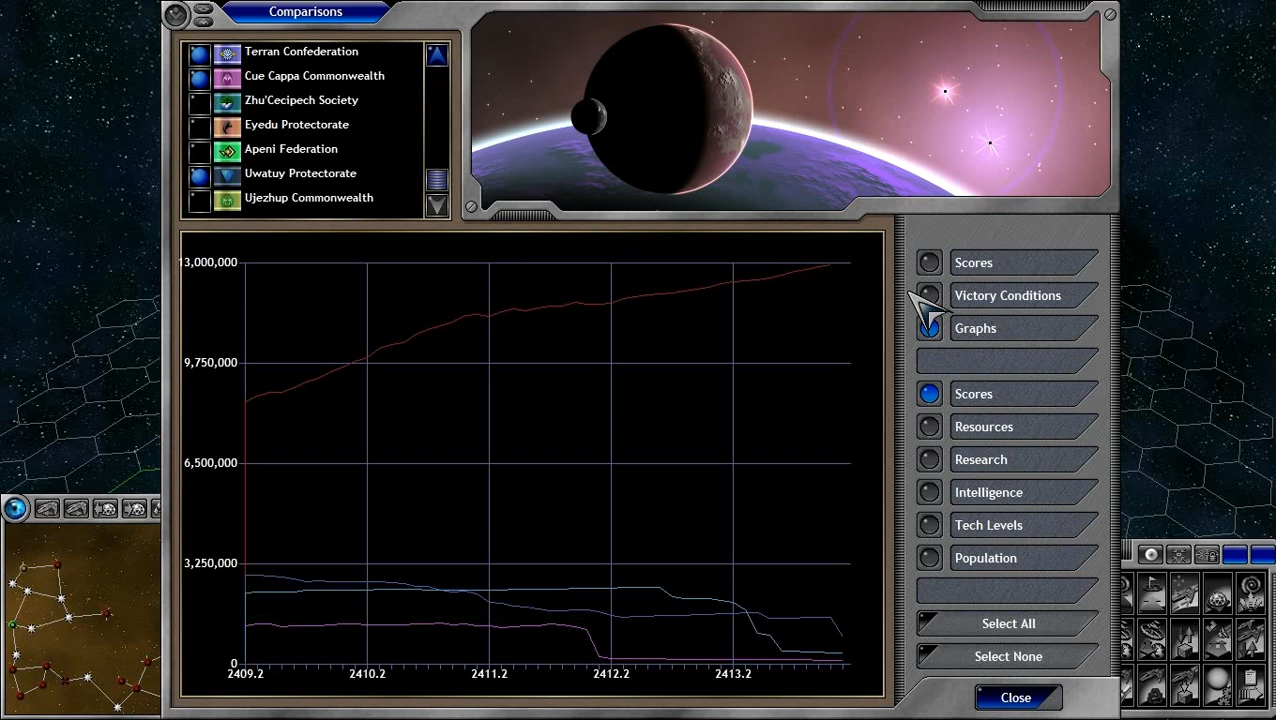 Comparisons
Terran Confederation
Cue Cappa Commonwealth
Zhu'Cecipech Society
Eyedu Protectorate
Apeni Federation
Uwatuy Protectorate
Ujezhup Commonwealth
13,000,000
9,750,000
6,500,000
3,250,000
0
2409.2 2410.2 2411.2 2412.2 2413.2
Scores
Victory Conditions
Graphs
Scores
Resources
Research
Intelligence
Tech Levels
Population
Select All
Select None
Close